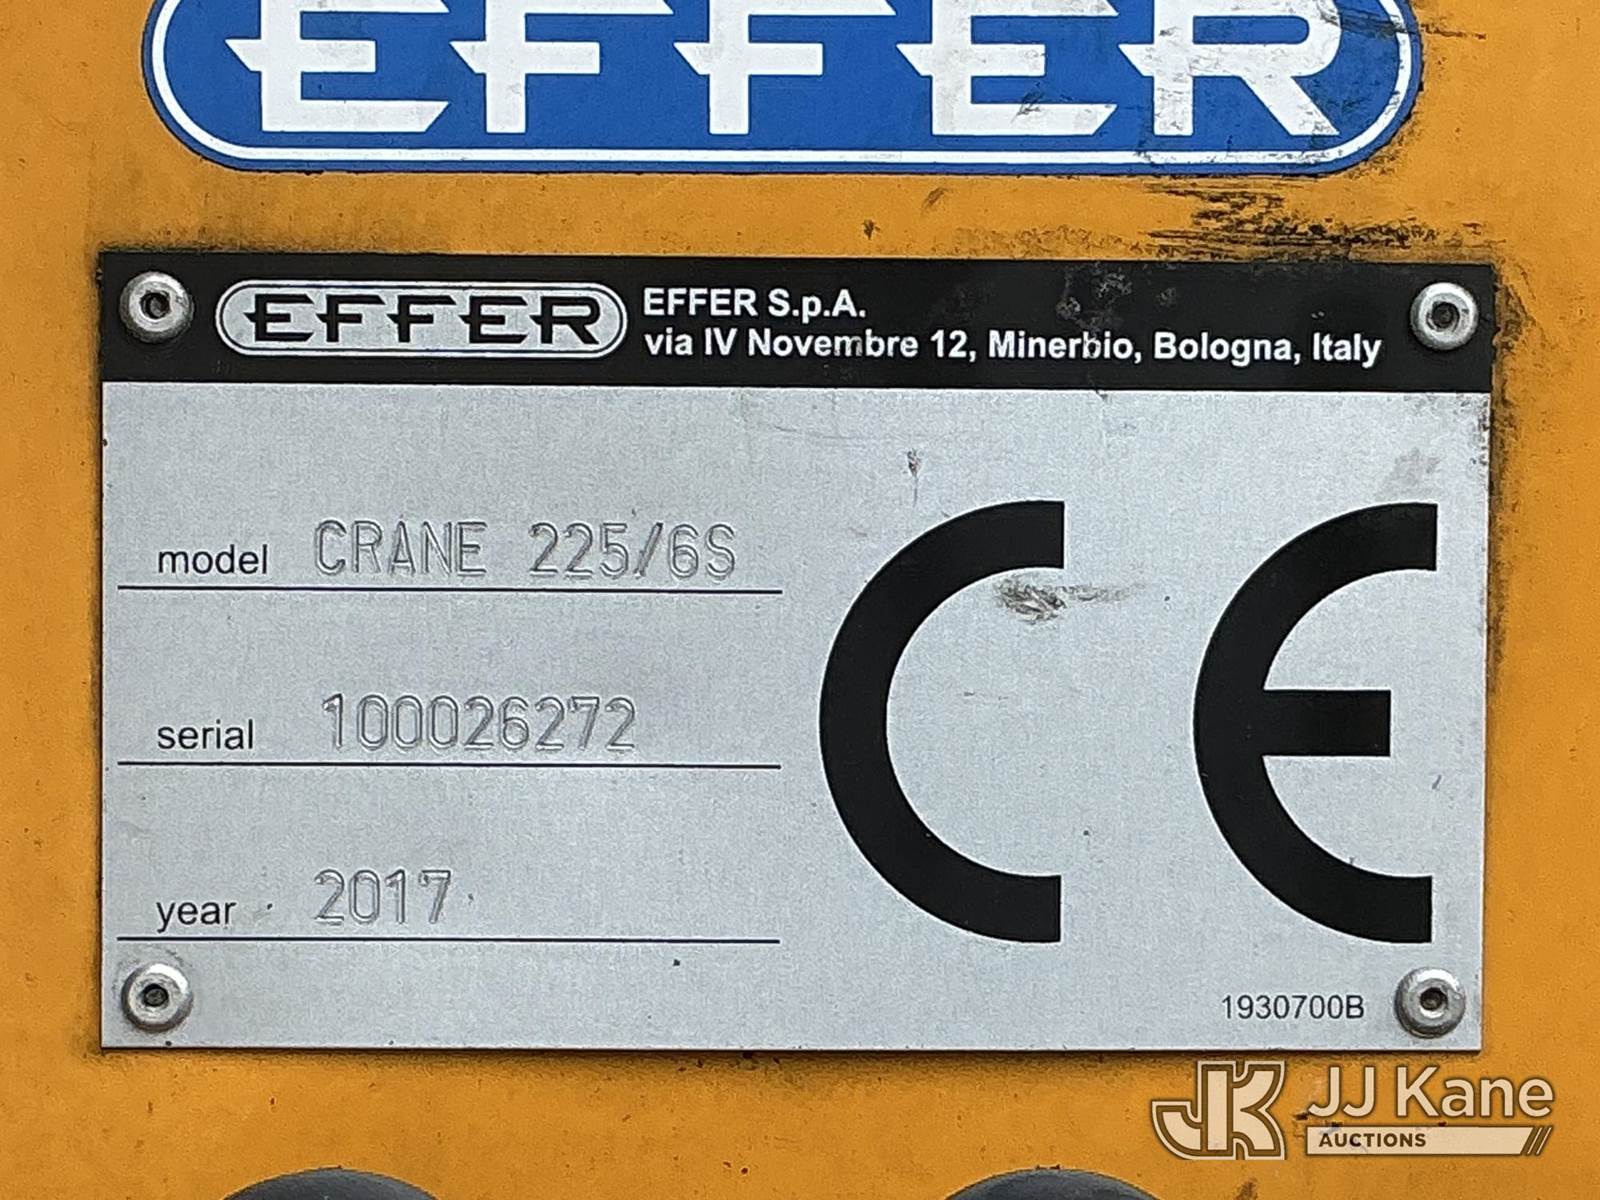 EFFER
EFFER
EFFER S.p.A.
via IV Novembre 12, Minerbio, Bologna, Italy
model CRANE 225/6S
serial 100026272
year 2017
CE
1930700B
JK JJ Kane
AUCTIONS